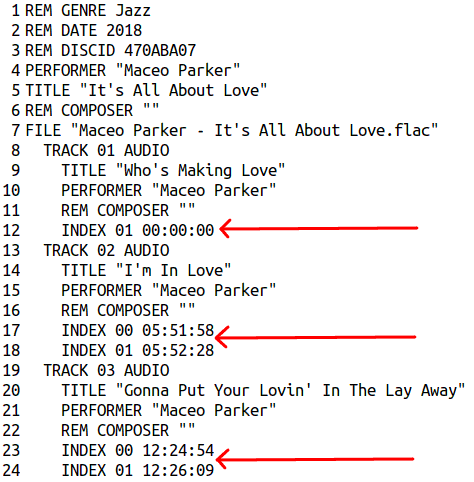 1 REM GENRE Jazz
2 REM DATE 2018
3 REM DISCID 470ABA07
4 PERFORMER "Maceo Parker"
5 TITLE "It's All About Love"
6 REM COMPOSER ""
7 FILE "Maceo Parker - It's All About Love.flac"
8 TRACK 01 AUDIO
9 TITLE "Who's Making Love"
10 PERFORMER "Maceo Parker"
11 REM COMPOSER ""
12 INDEX 01 00:00:00
13 TRACK 02 AUDIO
14 TITLE "I'm In Love"
15 PERFORMER "Maceo Parker"
16 REM COMPOSER ""
17 INDEX 00 05:51:58
18 INDEX 01 05:52:28
19 TRACK 03 AUDIO
20 TITLE "Gonna Put Your Lovin' In The Lay Away"
21 PERFORMER "Maceo Parker"
22 REM COMPOSER ""
23 INDEX 00 12:24:54
24 INDEX 01 12:26:09